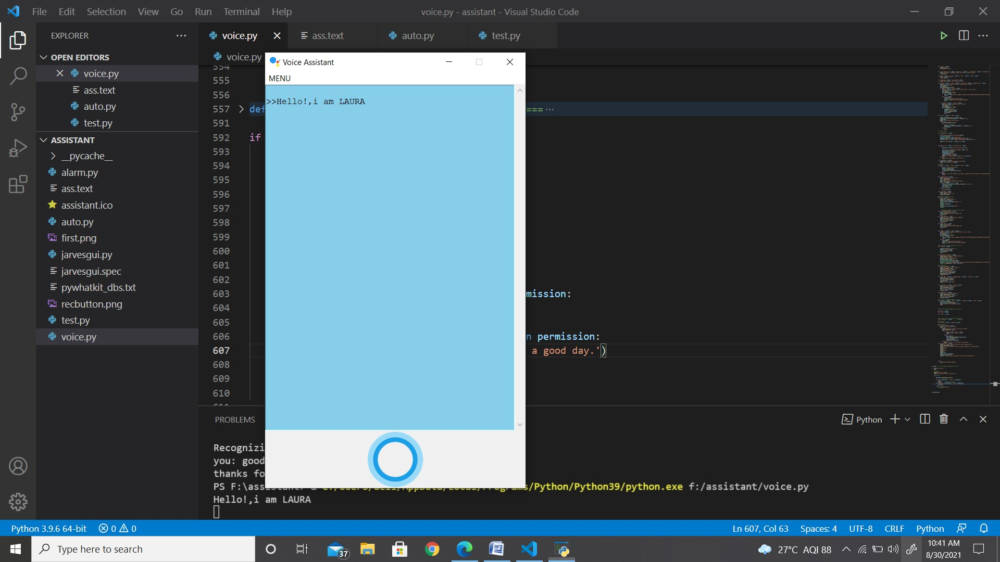 File Edit Selection View Go Run Terminal Help
voice.py - assistant - Visual Studio Code
EXPLORER
OPEN EDITORS
voice.py
ass.text
auto.py
test.py
ASSISTANT
__pycache__
alarm.py
ass.text
assistant.ico
auto.py
first.png
jarvesgui.py
jarvesgui.spec
pywhatkit_dbs.txt
recbutton.png
test.py
voice.py
voice.py ass.text auto.py test.py
voice.py
554
555
556
557 def ===
591
592 if
593
594
595
596
597
598
599
600
601
602
603 mission:
604
605
606 n permission:
607 a good day.')
608
609
610
611
Voice Assistant
MENU
>>Hello!,i am LAURA
PROBLEMS
Python
Recognizi
you: good
thanks fo
PS F:\assistant> & C:/Users/dell/AppData/Local/Programs/Python/Python39/python.exe f:/assistant/voice.py
Hello!,i am LAURA
Python 3.9.6 64-bit 0 0
Ln 607, Col 63 Spaces: 4 UTF-8 CRLF Python
Type here to search
37
27°C AQI 88
10:41 AM
8/30/2021